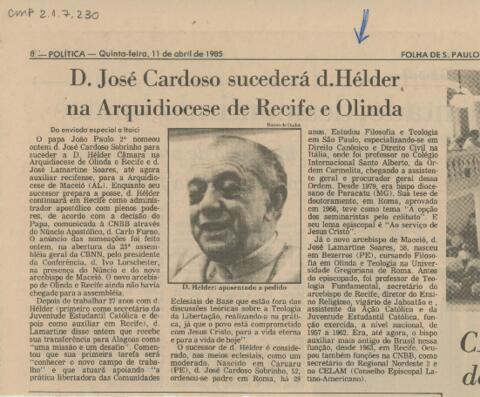 CMP 2.1.7.230
8 — POLÍTICA — Quinta-feira, 11 de abril de 1985
FOLHA DE S. PAULO
D. José Cardoso sucederá d.Hélder
na Arquidiocese de Recife e Olinda
Do enviado especial a Itaici
O papa João Paulo 2º nomeou
ontem d. José Cardoso Sobrinho para
suceder a D. Hélder Câmara na
Arquidiocese de Olinda e Recife e d.
José Lamartine Soares, até agora
auxiliar recifense, para a Arquidio-
cese de Maceió (AL). Enquanto seu
sucessor prepara a posse, d. Hélder
continuará em Recife como admi-
nistrador apostólico com plenos pode-
res, de acordo com a decisão do
Papa, comunicada à CNBB através
do Núncio Apostólico, d. Carlo Furno.
O anúncio das nomeações foi feito
ontem, na abertura da 23ª assem-
bléia geral da CBNN, pelo presidente
da Conferência, d. Ivo Lorscheiter, na
presença do Núncio e do novo
arcebispo de Maceió. O novo arcebis-
po de Olinda e Recife ainda não havia
chegado para a assembléia.
Depois de trabalhar 27 anos com d.
Hélder (primeiro como secretário da
Juventude Estudantil Católica e de-
pois como auxiliar em Recife), d.
Lamartine disse ontem que recebe
sua transferência para Alagoas como
"uma missão e um desafio". Comen-
tou que sua primeira tarefa será
"conhecer o novo campo de traba-
lho" e que atuará apoiando "a
prática libertadora das Comunidades
D. Hélder: aposentado a pedido
Eclesiais de Base que estão fora das
discussões teóricas sobre a Teologia
da Libertação, realizando-a na práti-
ca, já que o povo está comprometido
com Jesus Cristo, para a vida eterna
e para a vida de hoje".
O outro nomeado, d. José é consi-
derado, nos meios eclesiais, como um
moderado. Nascido em Caruaru
(PE), d. José Cardoso Sobrinho, 52,
ordenou-se padre em Roma, há 28
anos. Estudou Filosofia e Teologia
em São Paulo, especializando-se em
Direito Canônico e Direito Civil na
Itália, onde foi professor no Colégio
Internacional Santo Alberto, da Or-
dem Carmelita, chegando a assisten-
te geral e procurador geral dessa
Ordem. Desde 1979, era bispo dioce-
sano de Paracatu (MG). Sua tese de
doutoramento, em Roma, aprovada
em 1966, teve como tema "A opção
dos seminaristas pelo celibato". E
seu lema episcopal é "Ao serviço de
Jesus Cristo".
Já o novo arcebispo de Maceió, d.
José Lamartine Soares, 58, nasceu
em Bezerros (PE), cursando Filoso-
fia em Olinda e Teologia na Universidade
Gregoriana de Roma. Antes do
episcopado, foi professor de Teolo-
gia Fundamental, secretário do arce-
bispo de Recife, diretor do Ensino
Religioso, vigário de Jaboatão e
assistente da Ação Católica e da
Juventude Estudantil Católica, fun-
ção exercida, a nível nacional, de
1957 a 1962. Era, até agora, o bispo
auxiliar mais antigo do Brasil nessa
função, desde 1963, em Recife. Ocu-
pou também funções na CNBB, como
secretário do Regional Nordeste 2 e
na CELAM (Conselho Episcopal La-
tino-Americano).